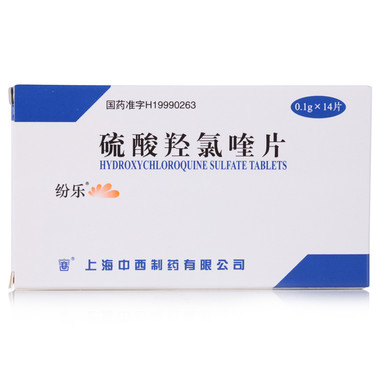 国药准字H19990263
0.1g×14片
硫酸羟氯喹片
HYDROXYCHLOROQUINE SULFATE TABLETS
纷乐®
上海中西制药有限公司